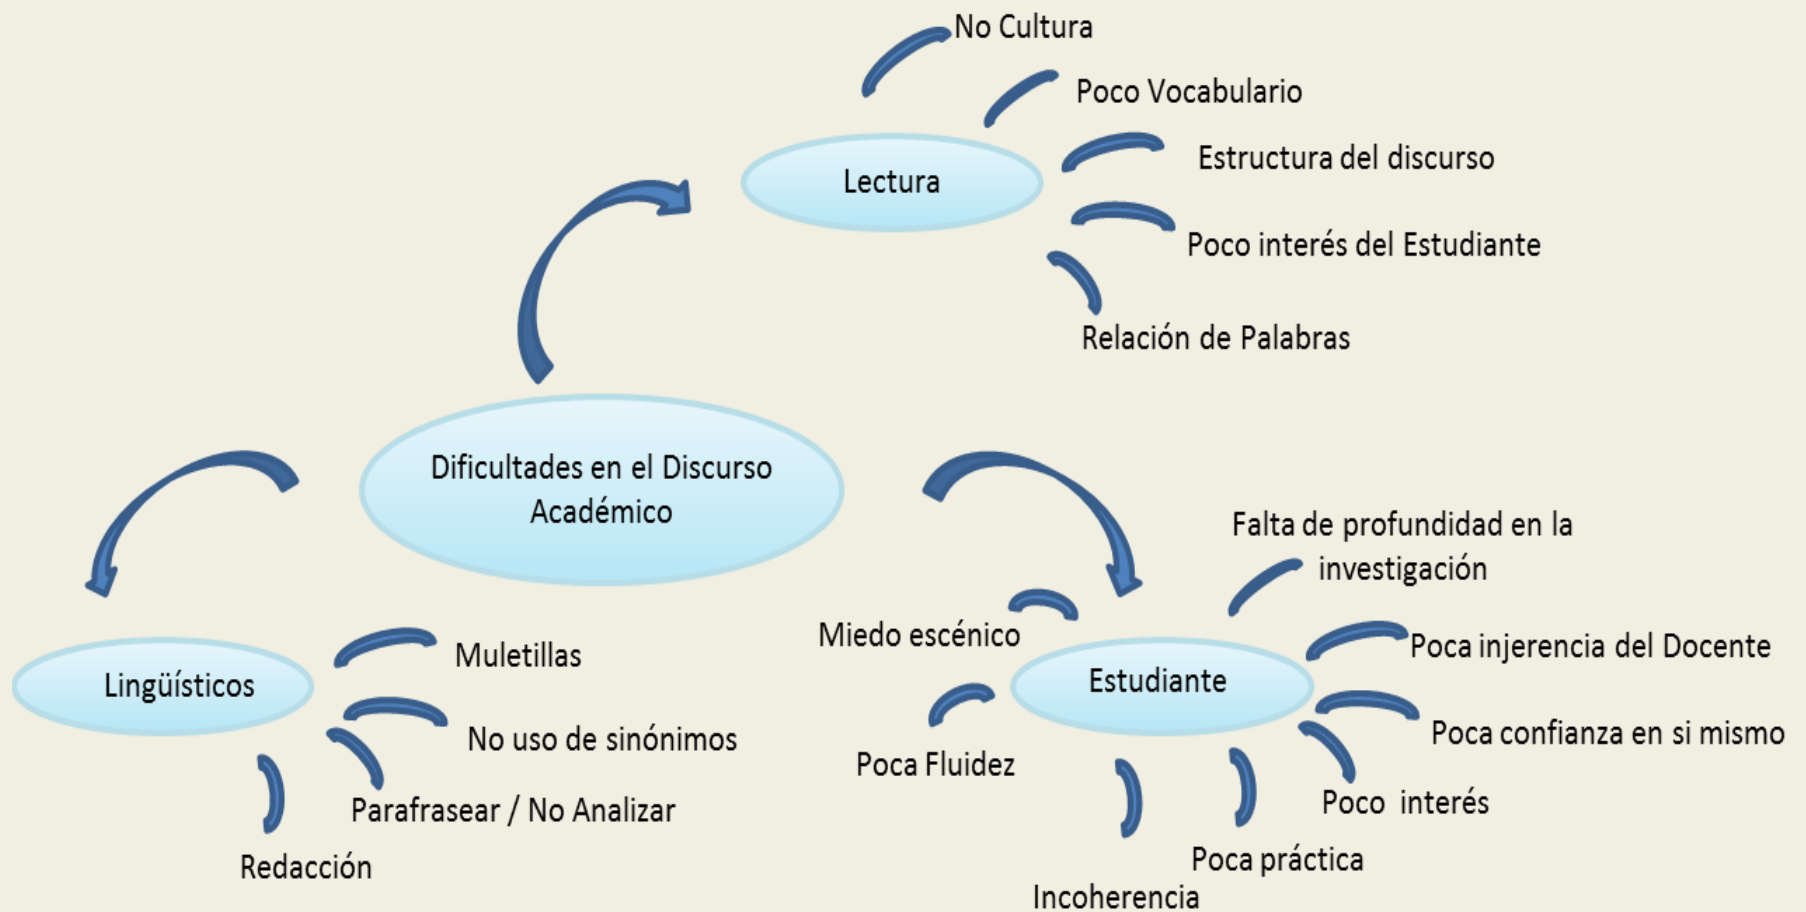 No Cultura
Poco Vocabulario
Estructura del discurso
Lectura
Poco interés del Estudiante
Relación de Palabras
Dificultades en el Discurso
Académico
Lingüísticos
Muletillas
No uso de sinónimos
Parafrasear / No Analizar
Redacción
Falta de profundidad en la
investigación
Miedo escénico
Poca injerencia del Docente
Estudiante
Poca confianza en si mismo
Poca Fluidez
Poco interés
Poca práctica
Incoherencia